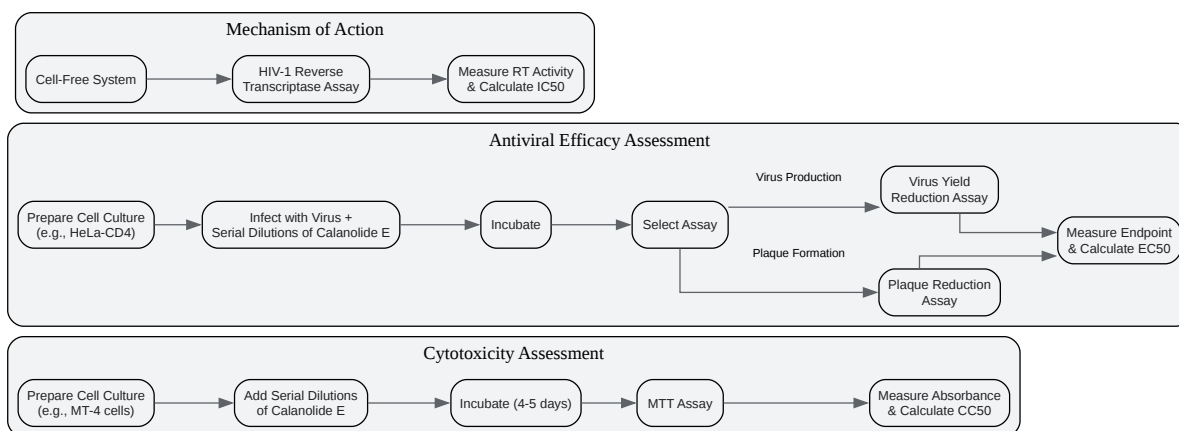 Mechanism of Action
Cell-Free System
HIV-1 Reverse
Transcriptase Assay
Measure RT Activity
& Calculate IC50
Antiviral Efficacy Assessment
Prepare Cell Culture
(e.g., HeLa-CD4)
Infect with Virus +
Serial Dilutions of Calanolide E
Incubate
Select Assay
Virus Production
Virus Yield
Reduction Assay
Plaque Formation
Plaque Reduction
Assay
Measure Endpoint
& Calculate EC50
Cytotoxicity Assessment
Prepare Cell Culture
(e.g., MT-4 cells)
Add Serial Dilutions
of Calanolide E
Incubate (4-5 days)
MTT Assay
Measure Absorbance
& Calculate CC50